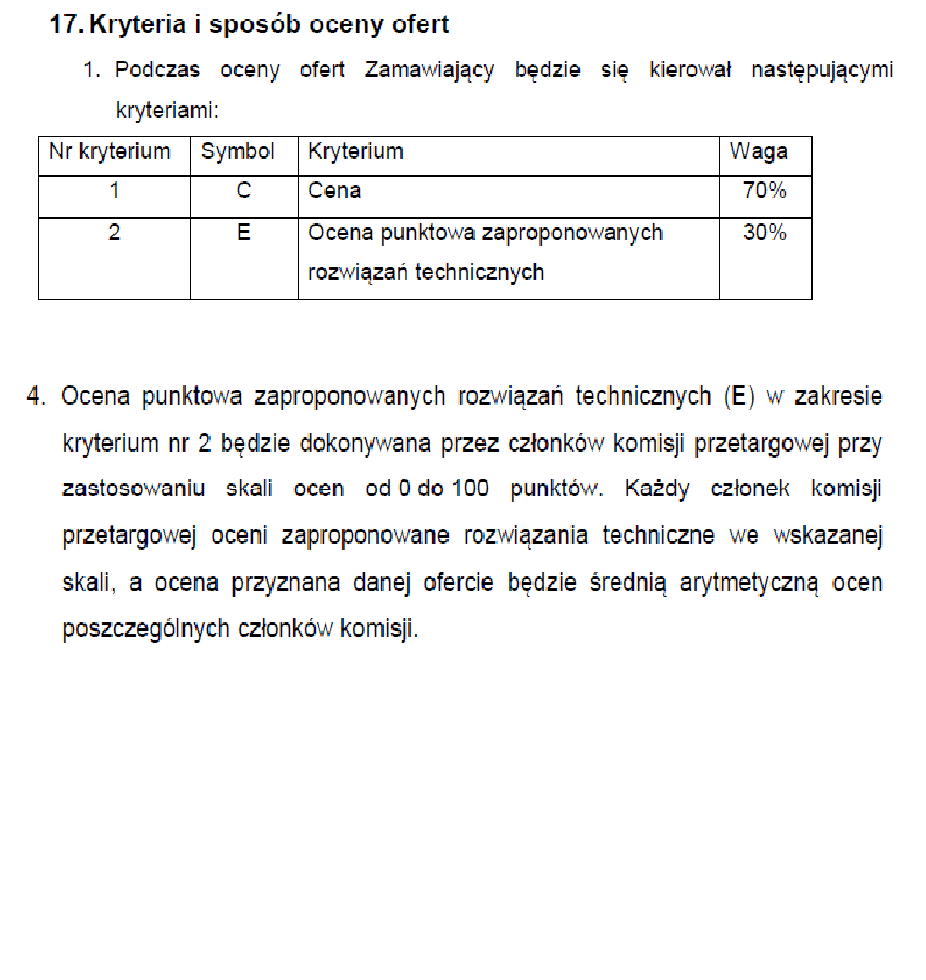 17. Kryteria i sposób oceny ofert
1. Podczas oceny ofert Zamawiający będzie się kierował następującymi
kryteriami:
Nr kryterium Symbol Kryterium Waga
1 C Cena 70%
2 E Ocena punktowa zaproponowanych 30%
rozwiązań technicznych
4. Ocena punktowa zaproponowanych rozwiązań technicznych (E) w zakresie
kryterium nr 2 będzie dokonywana przez członków komisji przetargowej przy
zastosowaniu skali ocen od 0 do 100 punktów. Każdy członek komisji
przetargowej oceni zaproponowane rozwiązania techniczne we wskazanej
skali, a ocena przyznana danej ofercie będzie średnią arytmetyczną ocen
poszczególnych członków komisji.